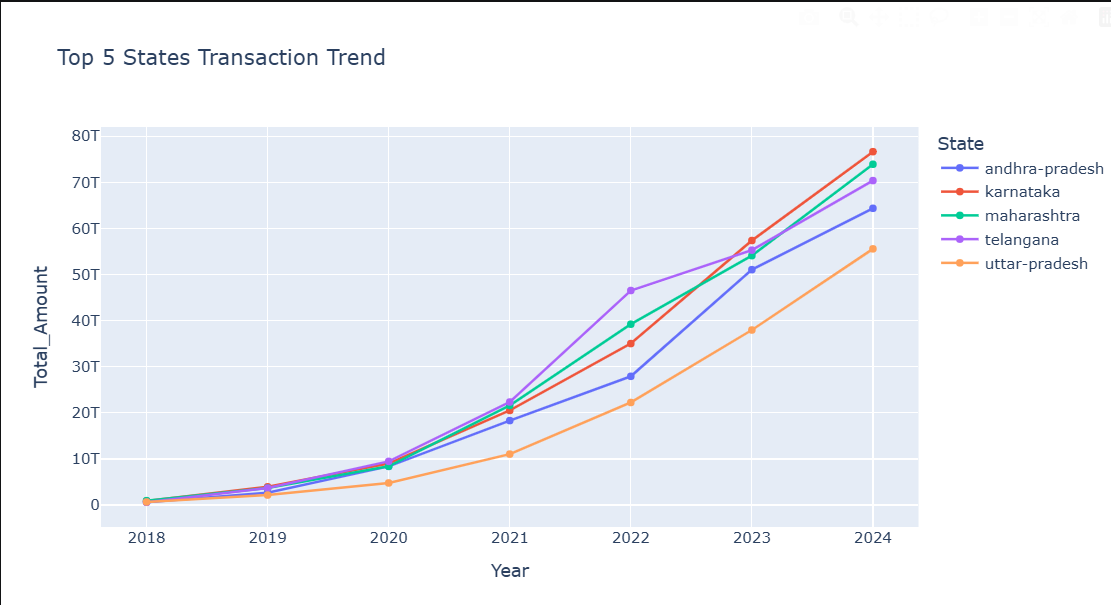 Top 5 States Transaction Trend
80T
70T
60T
50T
40T
30T
20T
10T
0
Total_Amount
2018 2019 2020 2021 2022 2023 2024
Year
State
andhra-pradesh
karnataka
maharashtra
telangana
uttar-pradesh